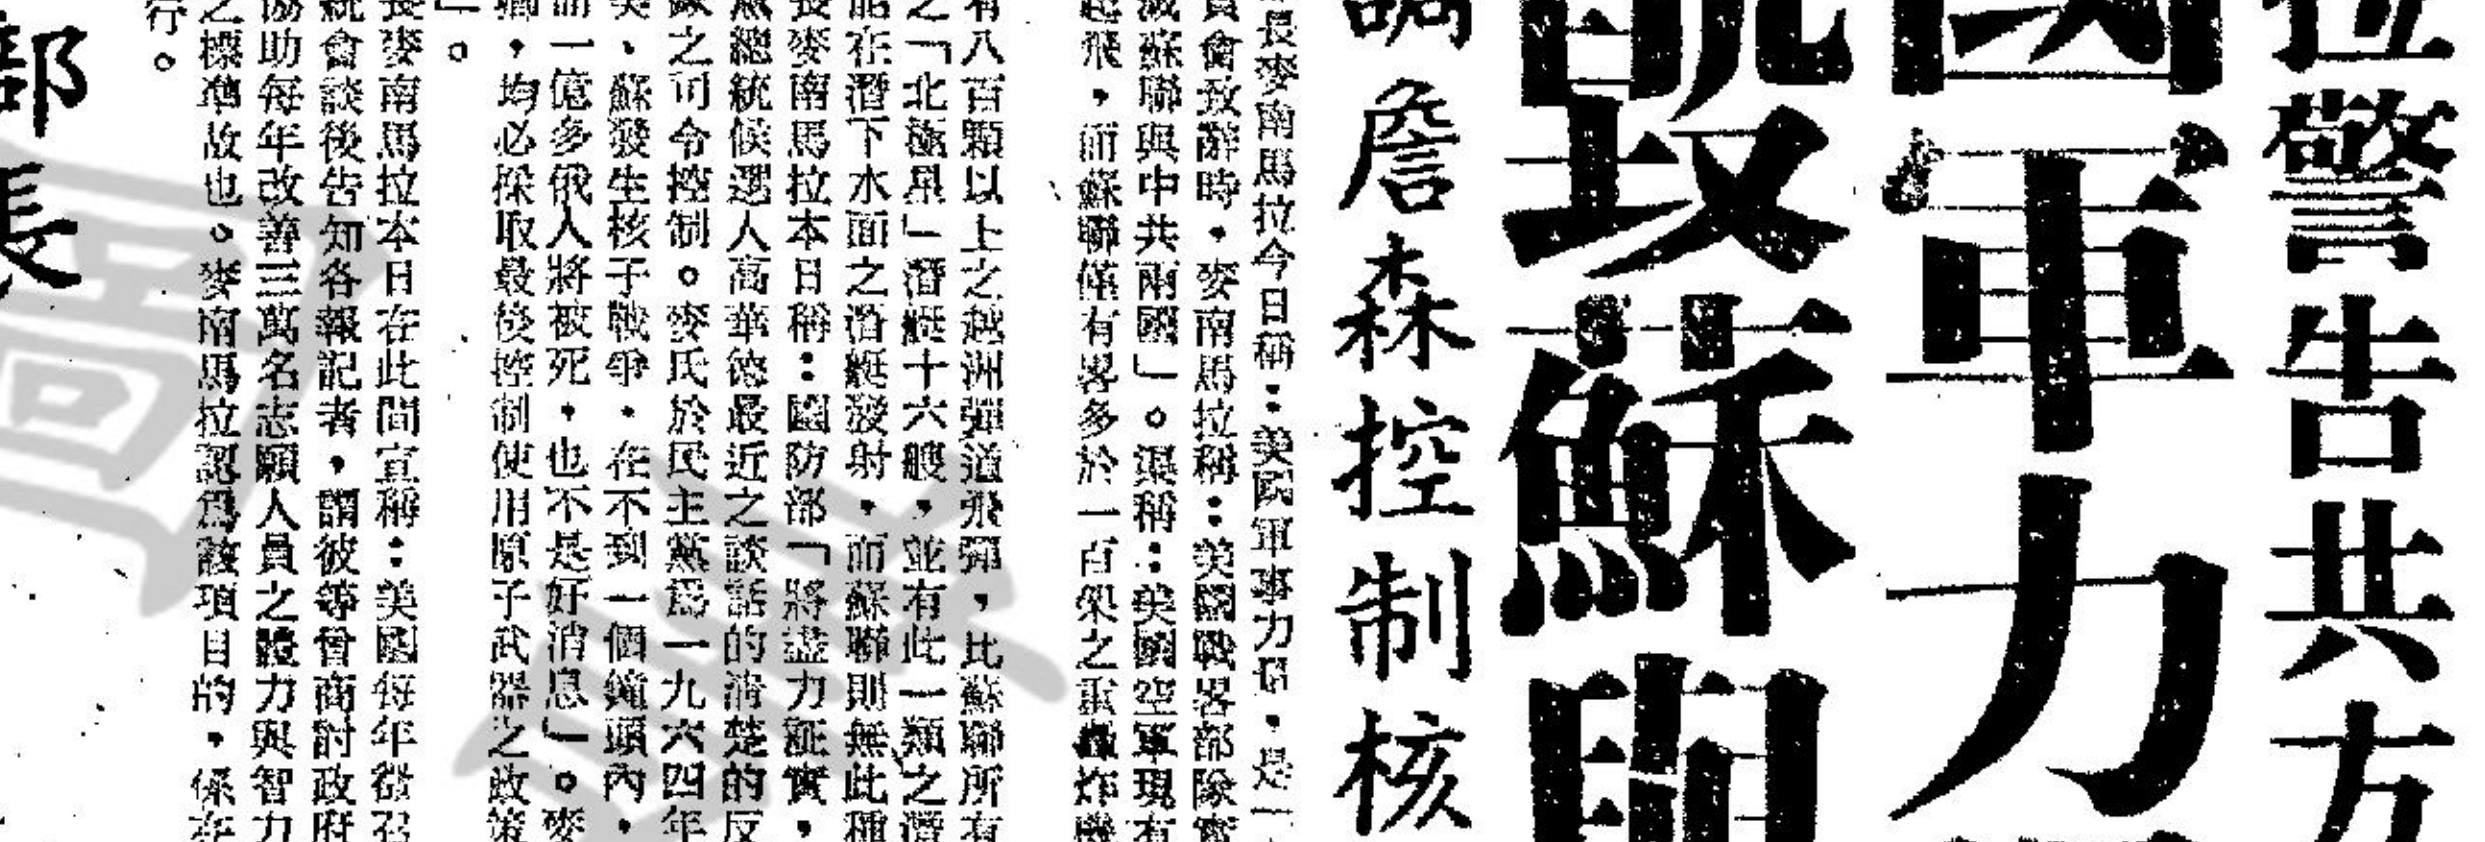 拉警告共方
國軍力
既毀蘇與
調詹森控制核
長麥南馬拉今日稱：美國軍事力量，是一
員會致辭時，麥南馬拉稱：美國戰畧部隊實
滅蘇聯與中共兩國」。渠稱：美國空軍現有
起飛，而蘇聯僅有畧多於一百架之重轟炸機
有八百顆以上之越洲彈道飛彈，比蘇聯所有
之「北極星」潛艇十六艘，並有此一類之潛
能在潛下水面之潛艇發射，而蘇聯則無此種
長麥南馬拉本日稱：國防部「將盡力証實，
黨總統候選人高華德最近之談話的清楚的反
隊之司令控制。麥氏於民主黨爲一九六四年
美、蘇發生核子戰爭，在不到一個鐘頭內，
而一億多俄人將被死，也不是好消息」。麥
猶，均必採取最後控制使用原子武器之政策
」。
長麥南馬拉本日在此間宣稱：美國每年徵召
統會談後告知各報記者，謂彼等曾商討政府
協助每年改善三萬名志願人員之體力與智力
之標準故也。麥南馬拉認爲該項目的，係在
行。
部長